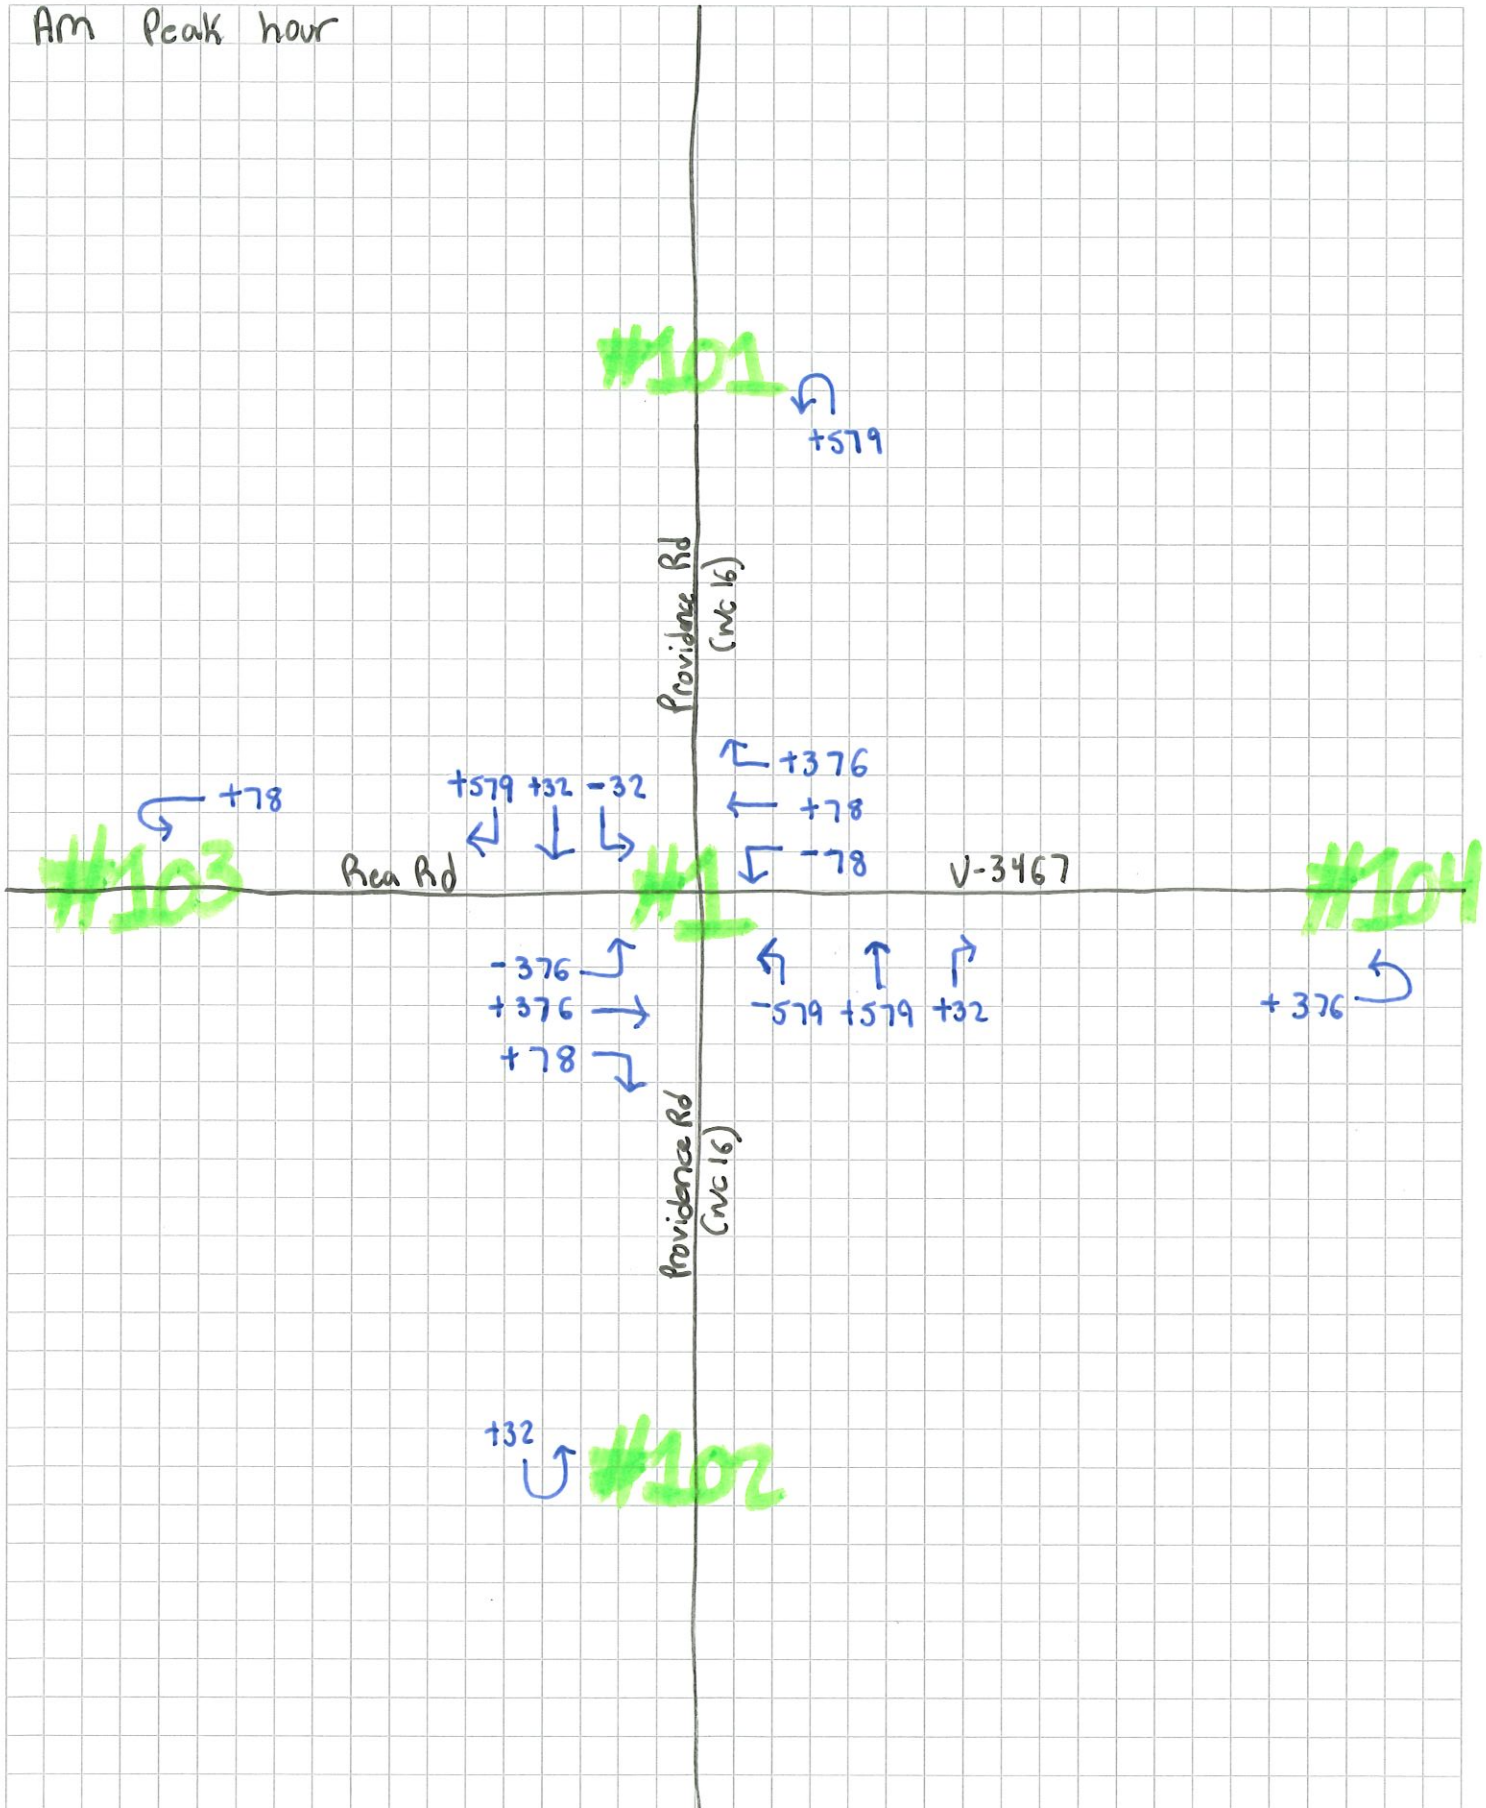 Am Peak hour
#101
+579
Providence Rd
(NC 16)
+376
+579 +32 -32
+78
+78
-78
#103
Rea Rd
#1
V-3467
#104
-376
+376
-579 +579 +32
+376
+78
Providence Rd
(NC 16)
+32
#102